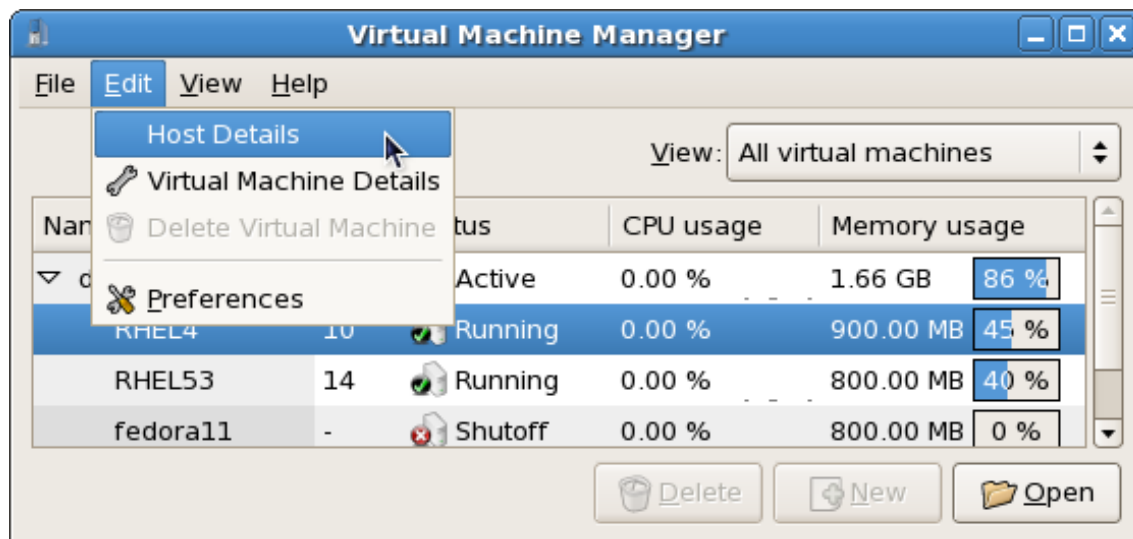 Virtual Machine Manager
File Edit View Help
Host Details
Virtual Machine Details
Delete Virtual Machine
Preferences
View: All virtual machines
CPU usage Memory usage
Active 0.00 % 1.66 GB 86 %
RHEL4 10 Running 0.00 % 900.00 MB 45 %
RHEL53 14 Running 0.00 % 800.00 MB 40 %
fedora11 - Shutoff 0.00 % 800.00 MB 0 %
Delete New Open